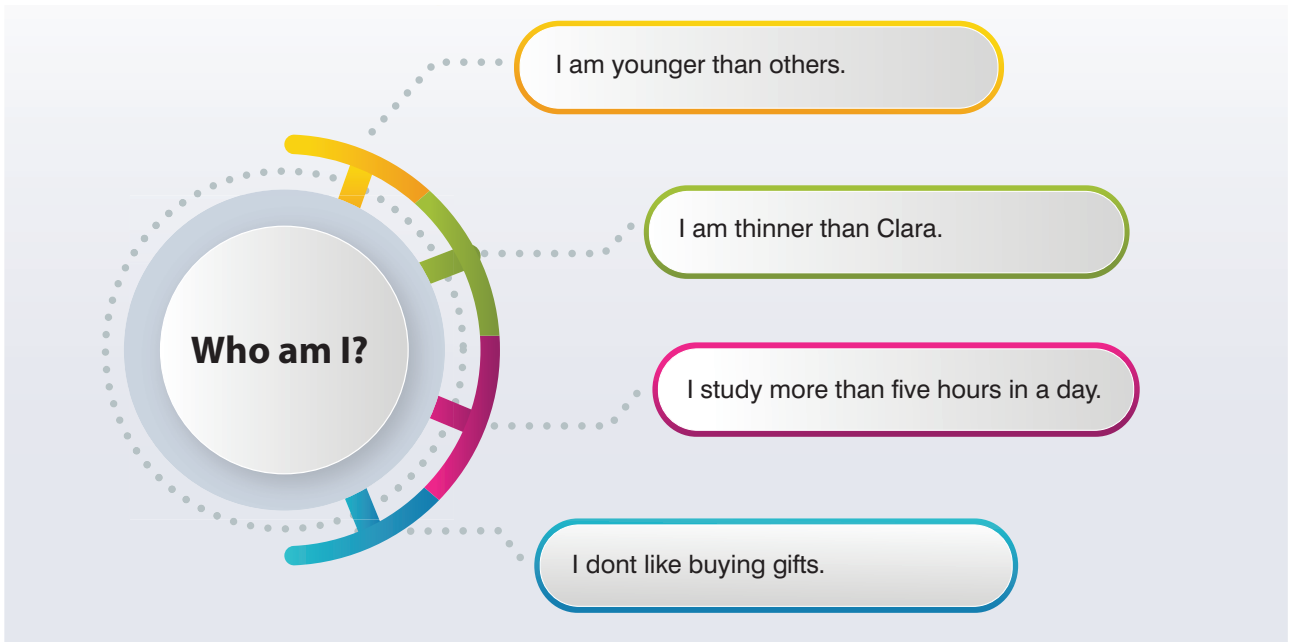 I am younger than others.
I am thinner than Clara.
Who am I?
I study more than five hours in a day.
I dont like buying gifts.